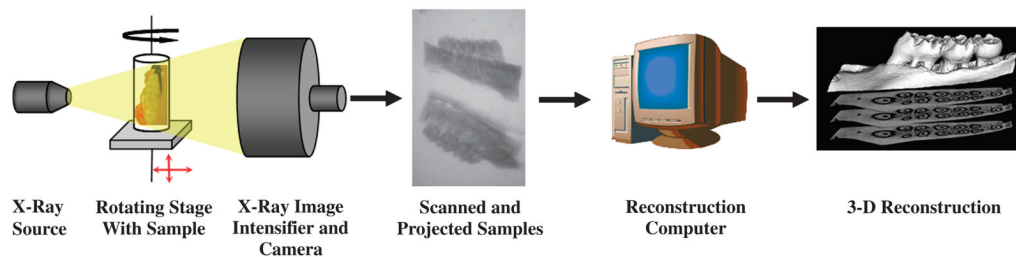 X-Ray
Source
Rotating Stage
With Sample
X-Ray Image
Intensifier and
Camera
Scanned and
Projected Samples
Reconstruction
Computer
3-D Reconstruction